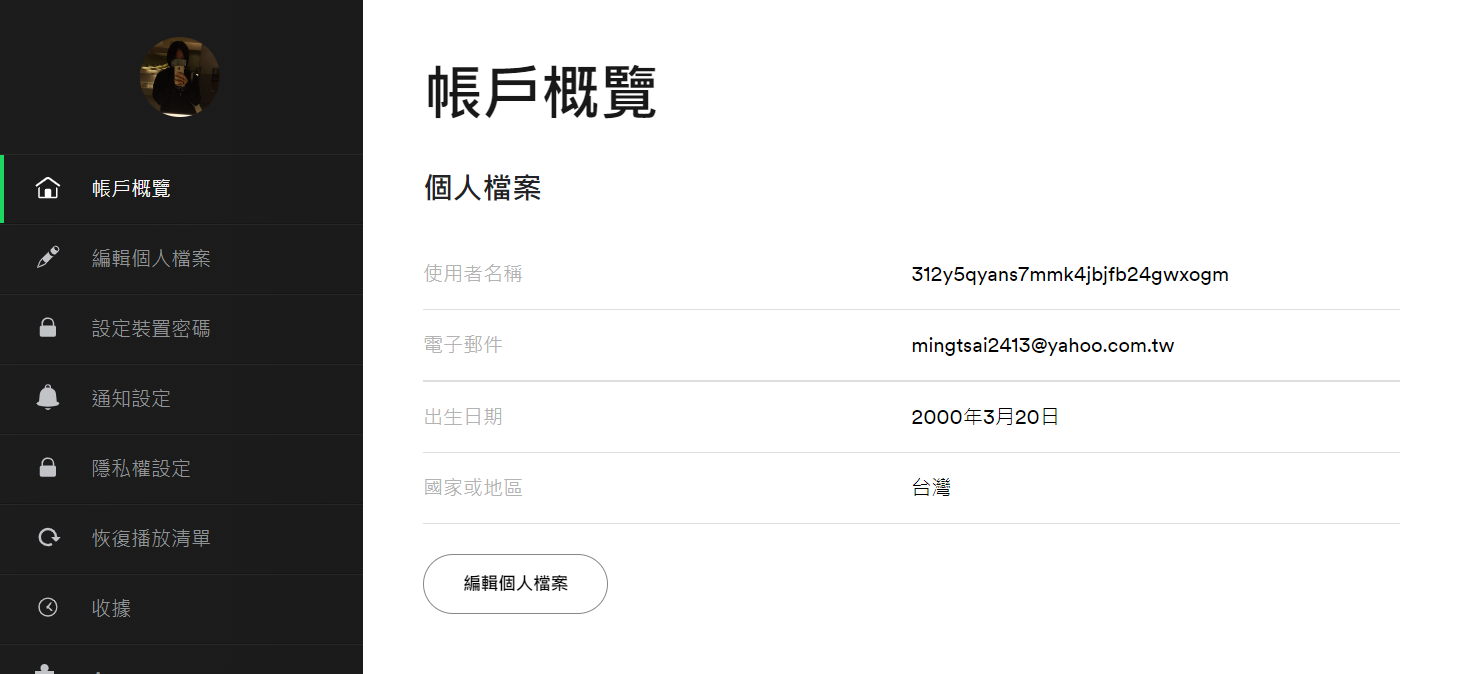 帳戶概覽
編輯個人檔案
設定裝置密碼
通知設定
隱私權設定
恢復播放清單
收據
帳戶概覽
個人檔案
使用者名稱 312y5qyans7mmk4jbjfb24gwxogm
電子郵件 mingtsai2413@yahoo.com.tw
出生日期 2000年3月20日
國家或地區 台灣
編輯個人檔案